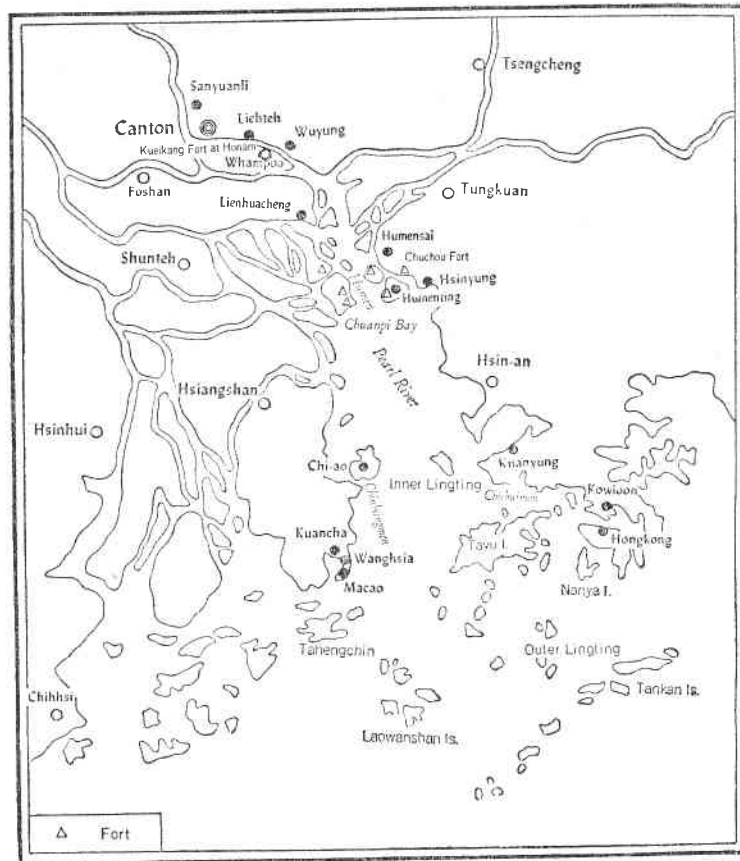 Tsengcheng
Sanyuanli
Canton
Liehteh
Wuyung
Kueikang Fort at Honam
Whampoa
Foshan
Tungkuan
Lienhuacheng
Humensai
Shunteh
Chuchou Fort
Hsinyung
Humen
Chuanpi Bay
Pearl River
Hsin-an
Hsiangshan
Hsinhui
Chi-ao
Inner Lingting
Kuanyung
Kowloon
Kuancha
Wanghsia
Tayu I.
Hongkong
Macao
Nanya I.
Tahengchin
Outer Lingting
Tankan Is.
Chihhsi
Laowanshan Is.
Fort